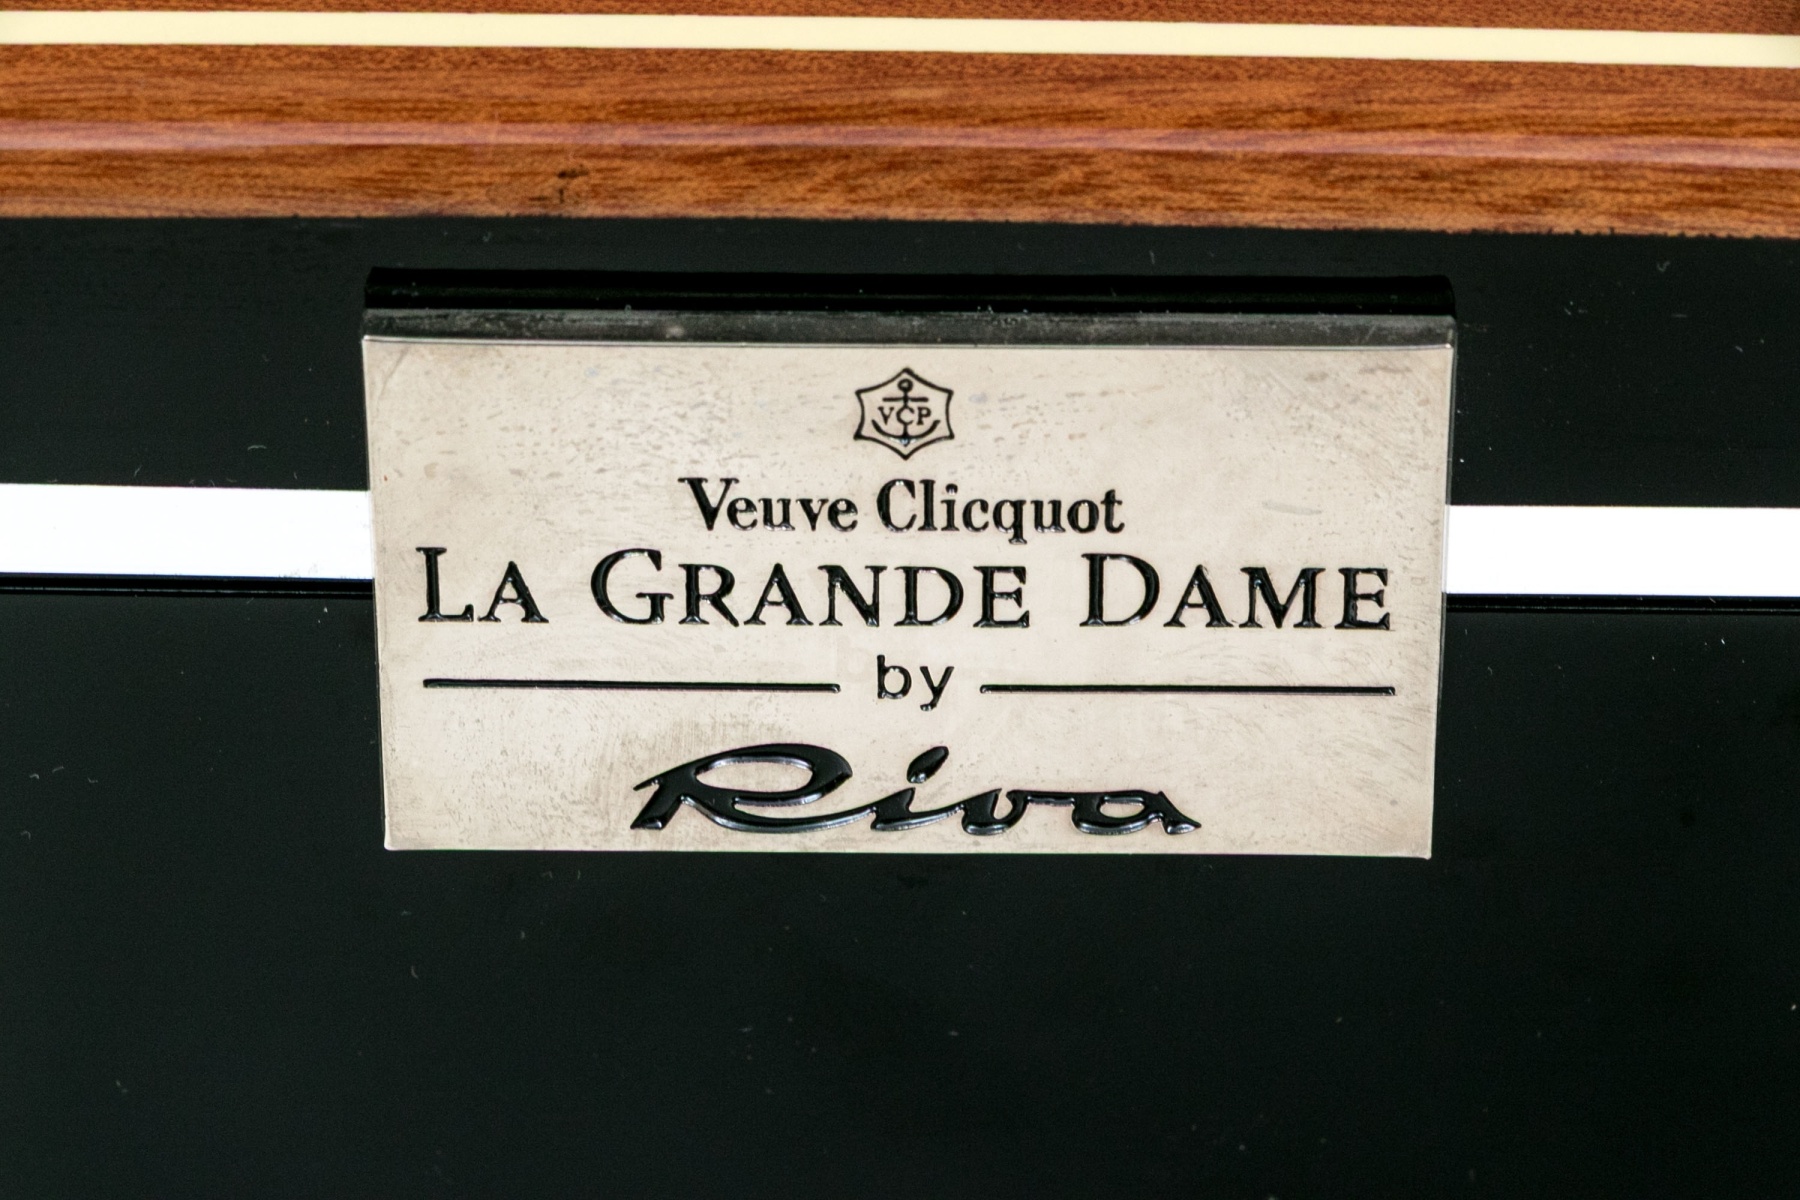 VCP
Veuve Clicquot
LA GRANDE DAME
by
Riva